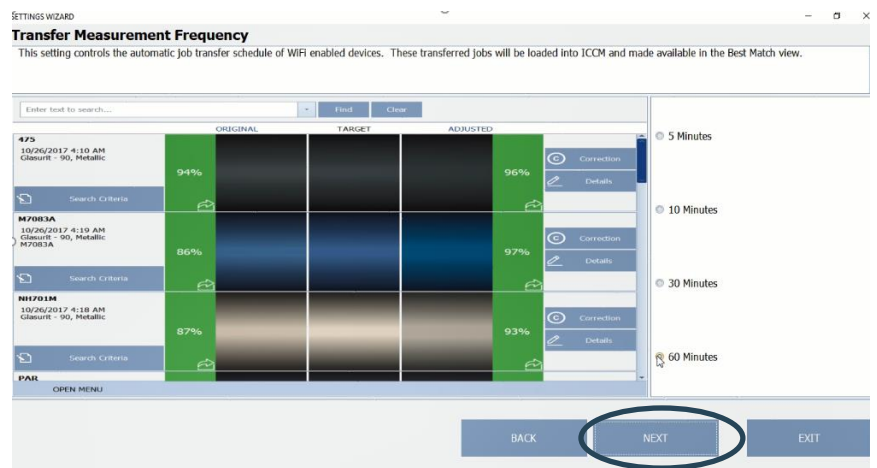 SETTINGS WIZARD
Transfer Measurement Frequency
This setting controls the automatic job transfer schedule of WiFi enabled devices. These transferred jobs will be loaded into ICCM and made available in the Best Match view.
Enter text to search....
Find
Clear
ORIGINAL TARGET ADJUSTED
475
10/26/2017 4:10 AM
Glasurit - 90, Metallic
94%
96%
Correction
Details
Search Criteria
M7083A
10/26/2017 4:19 AM
Glasurit - 90, Metallic
M7083A
86%
97%
Correction
Details
Search Criteria
NH701M
10/26/2017 4:18 AM
Glasurit - 90, Metallic
87%
93%
Correction
Details
Search Criteria
PAR
OPEN MENU
5 Minutes
10 Minutes
30 Minutes
60 Minutes
BACK
NEXT
EXIT